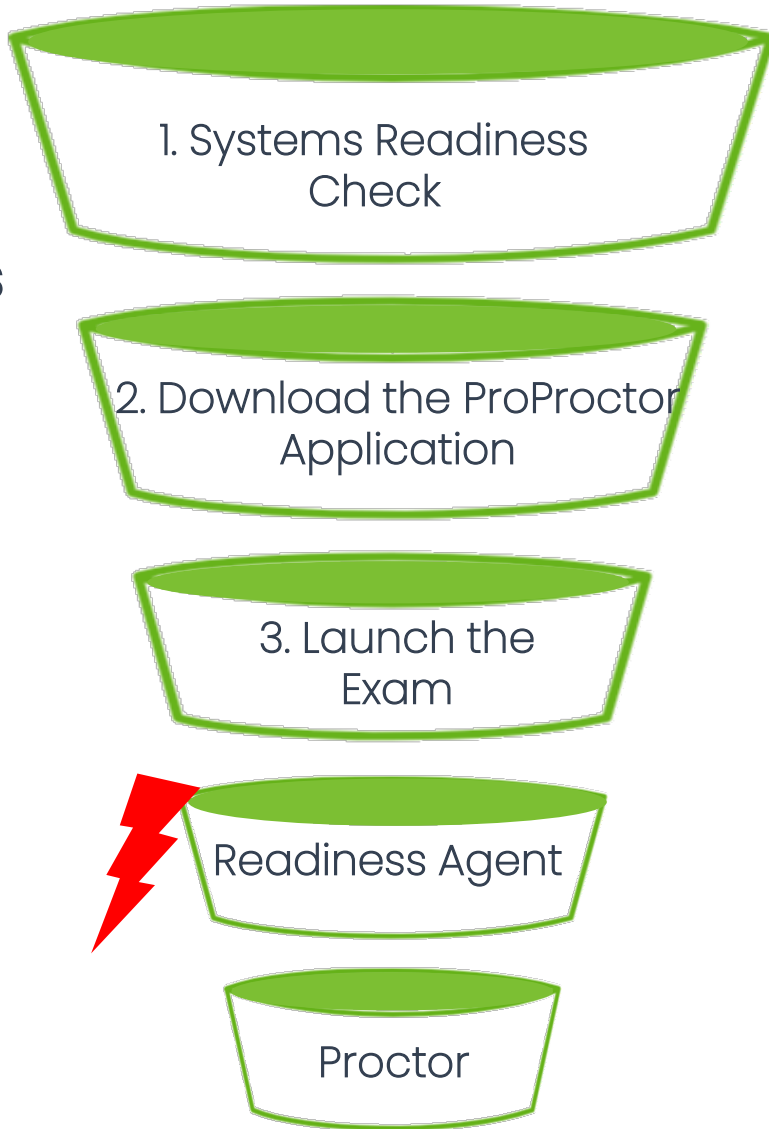 1. Systems Readiness
Check
s
2. Download the ProProctor
Application
3. Launch the
Exam
Readiness Agent
Proctor